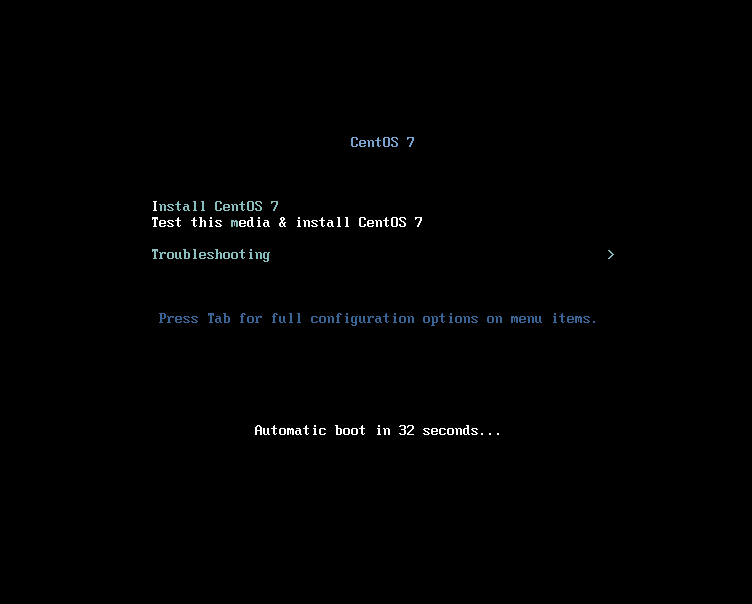 CentOS 7
Install CentOS 7
Test this media & install CentOS 7
Troubleshooting >
Press Tab for full configuration options on menu items.
Automatic boot in 32 seconds...